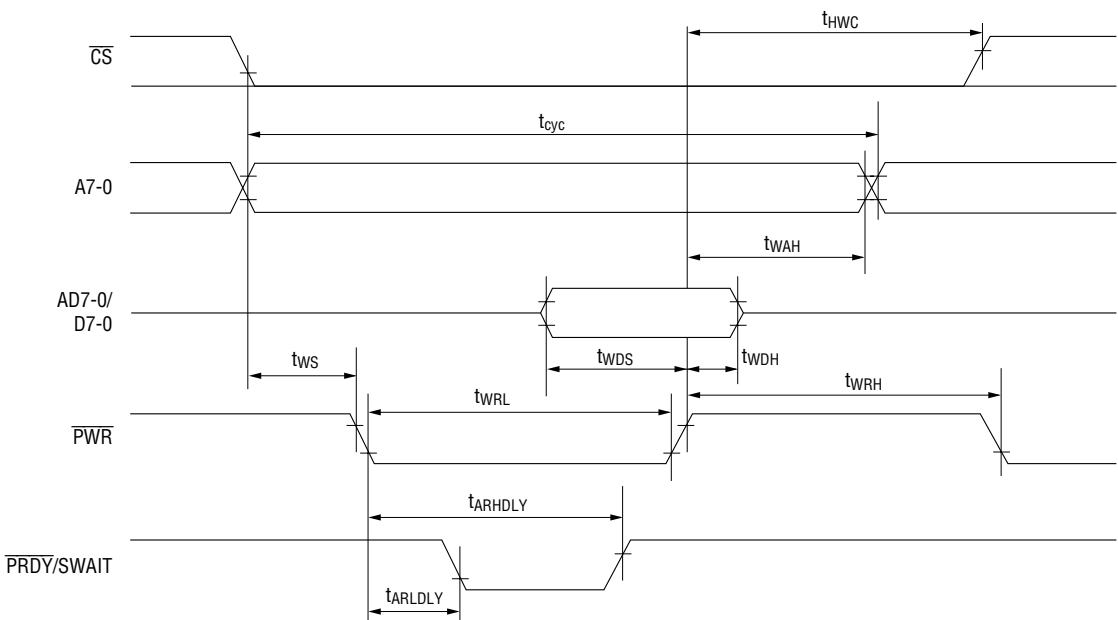 tHWC
CS
tcyc
A7-0
tWAH
AD7-0/
D7-0
tWS
tWDS
tWDH
tWRL
tWRH
PWR
tARHDLY
PRDY/SWAIT
tARLDLY